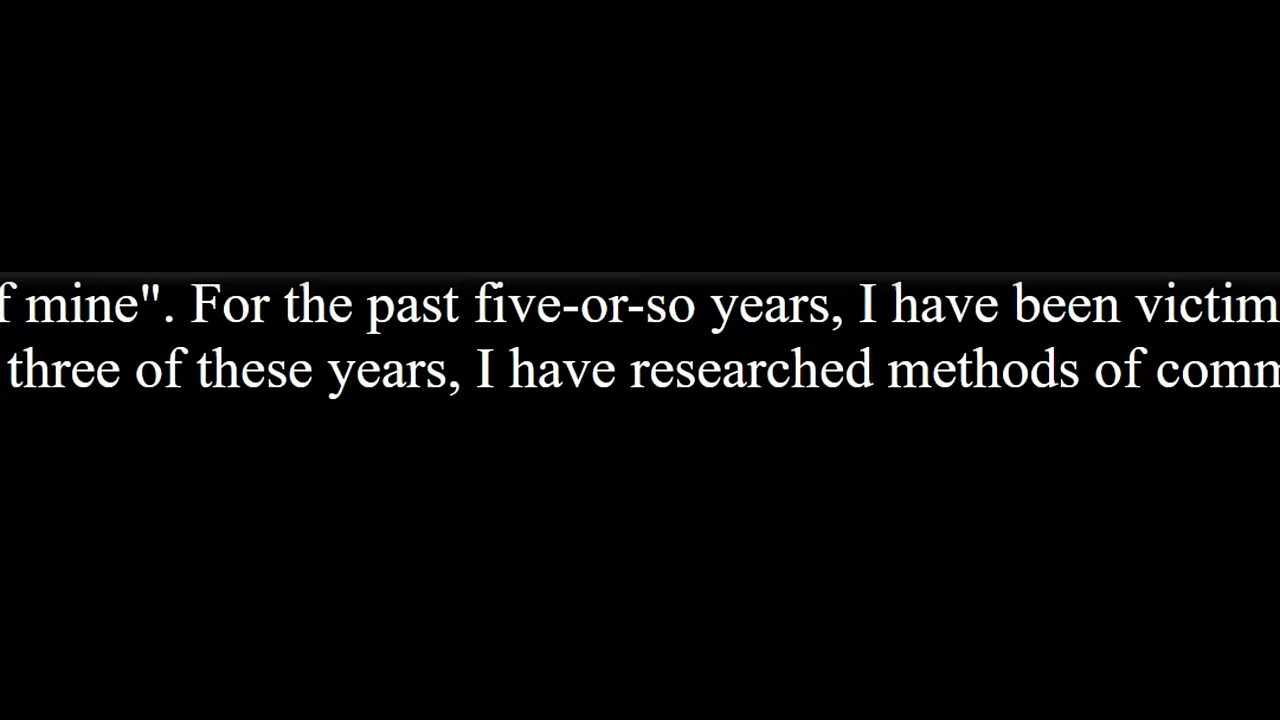 f mine". For the past five-or-so years, I have been victim
three of these years, I have researched methods of comm